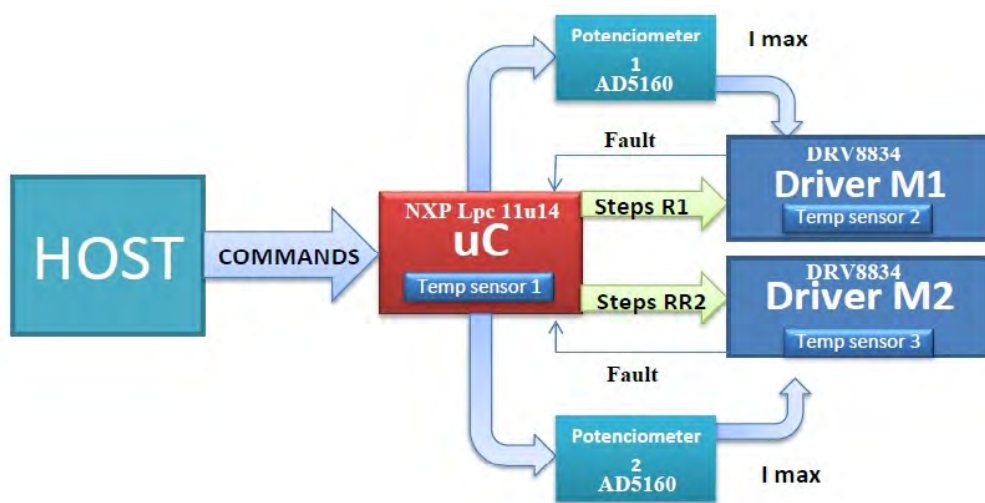 Potenciometer
1
AD5160
I max
Fault
DRV8834
Driver M1
Temp sensor 2
HOST
COMMANDS
NXP Lpc 11u14
uC
Temp sensor 1
Steps R1
Steps RR2
DRV8834
Driver M2
Temp sensor 3
Fault
Potenciometer
2
AD5160
I max